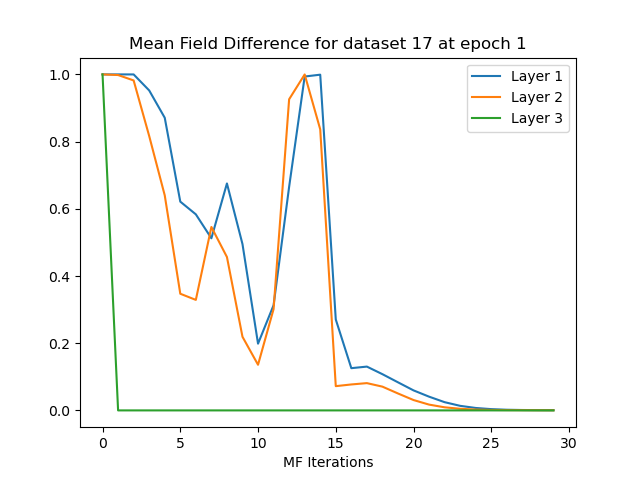 Mean Field Difference for dataset 17 at epoch 1
Layer 1
Layer 2
Layer 3
1.0
0.8
0.6
0.4
0.2
0.0
0 5 10 15 20 25 30
MF Iterations